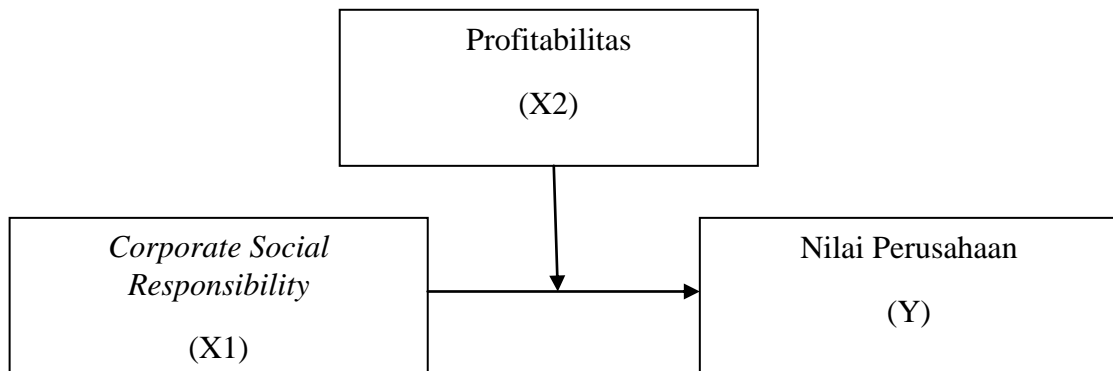 Profitabilitas
(X2)
Corporate Social
Responsibility
(X1)
Nilai Perusahaan
(Y)